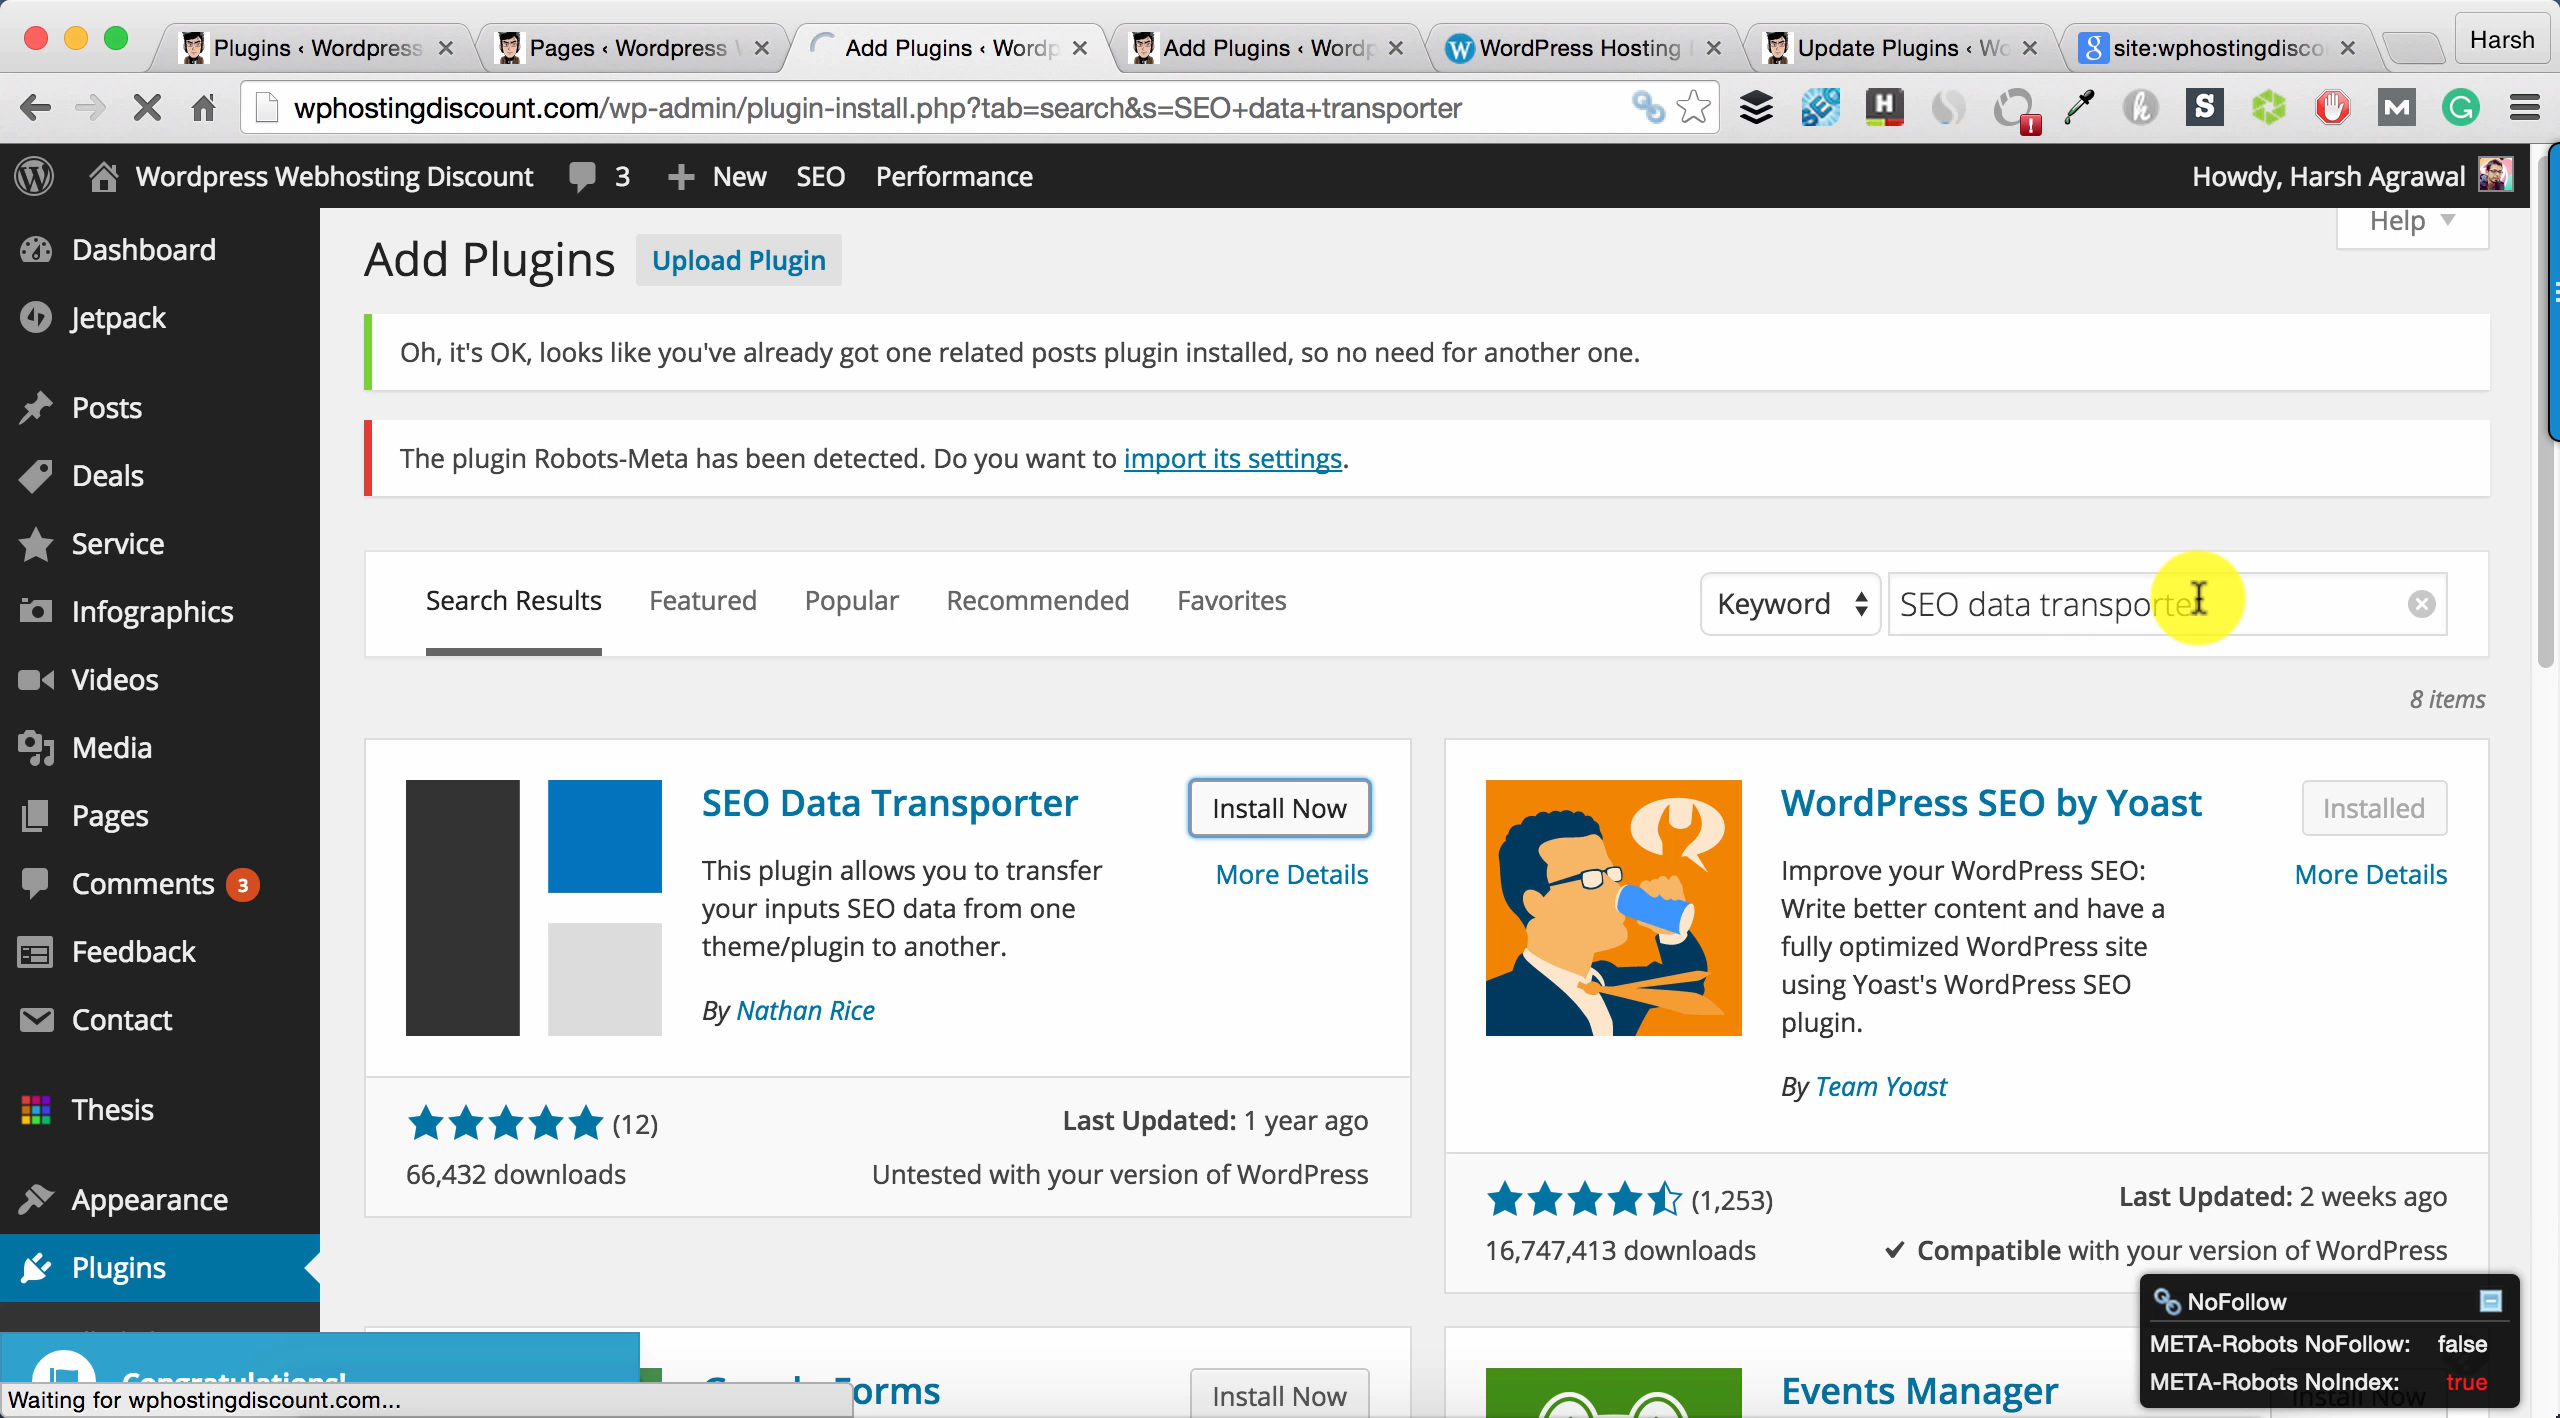 Plugins ‹ Wordpress
Pages ‹ Wordpress
Add Plugins ‹ Wordp
Add Plugins ‹ Wordp
WordPress Hosting
Update Plugins ‹ Wo
site:wphostingdisco
Harsh
wphostingdiscount.com/wp-admin/plugin-install.php?tab=search&s=SEO+data+transporter
Wordpress Webhosting Discount
3
New
SEO
Performance
Howdy, Harsh Agrawal
Dashboard
Jetpack
Posts
Deals
Service
Infographics
Videos
Media
Pages
Comments 3
Feedback
Contact
Thesis
Appearance
Plugins
Help
Add Plugins
Upload Plugin
Oh, it's OK, looks like you've already got one related posts plugin installed, so no need for another one.
The plugin Robots-Meta has been detected. Do you want to import its settings.
Search Results
Featured
Popular
Recommended
Favorites
Keyword
SEO data transporter
8 items
SEO Data Transporter
Install Now
More Details
This plugin allows you to transfer
your inputs SEO data from one
theme/plugin to another.
By Nathan Rice
(12)
66,432 downloads
Last Updated: 1 year ago
Untested with your version of WordPress
WordPress SEO by Yoast
Installed
More Details
Improve your WordPress SEO:
Write better content and have a
fully optimized WordPress site
using Yoast's WordPress SEO
plugin.
By Team Yoast
(1,253)
16,747,413 downloads
Last Updated: 2 weeks ago
Compatible with your version of WordPress
Forms
Install Now
Events Manager
Install Now
Congratulations!
Waiting for wphostingdiscount.com...
NoFollow
META-Robots NoFollow: false
META-Robots NoIndex: true